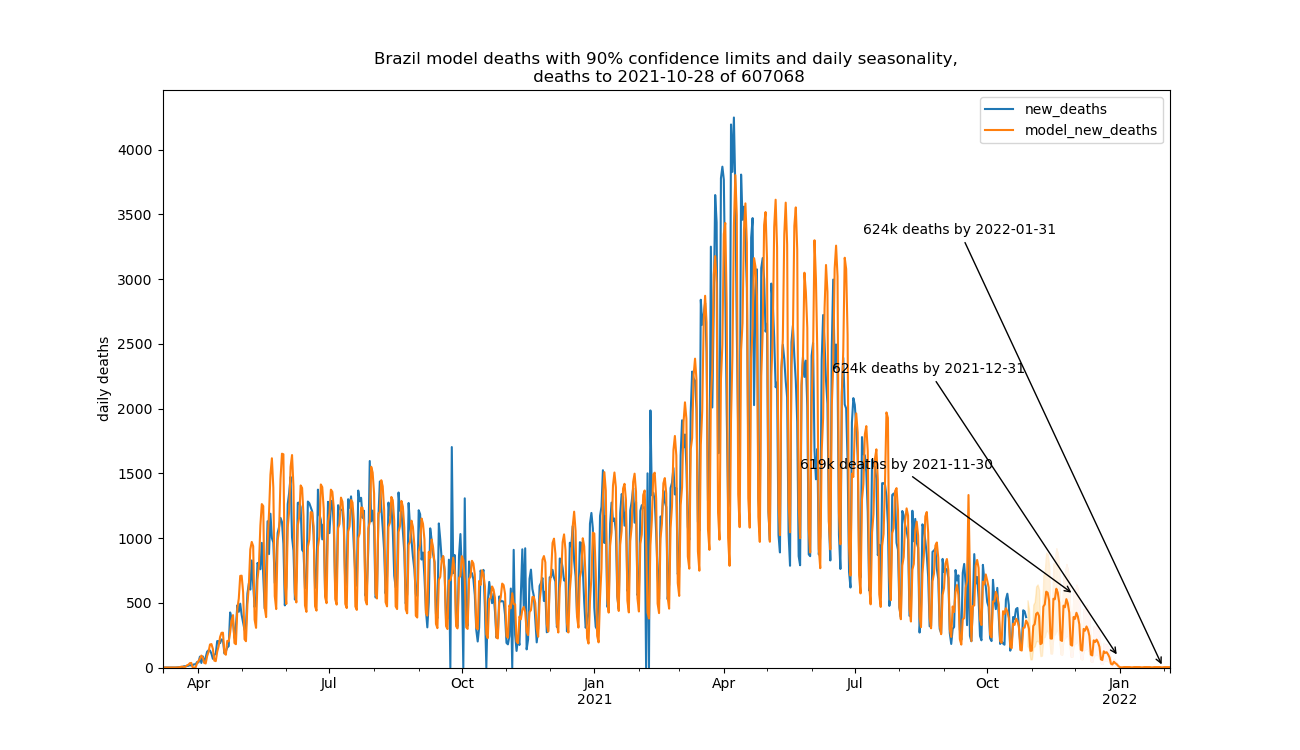 Brazil model deaths with 90% confidence limits and daily seasonality,
deaths to 2021-10-28 of 607068
new_deaths
model_new_deaths
daily deaths
4000
3500
3000
2500
2000
1500
1000
500
0
624k deaths by 2022-01-31
624k deaths by 2021-12-31
619k deaths by 2021-11-30
Apr
Jul
Oct
Jan
2021
Apr
Jul
Oct
Jan
2022